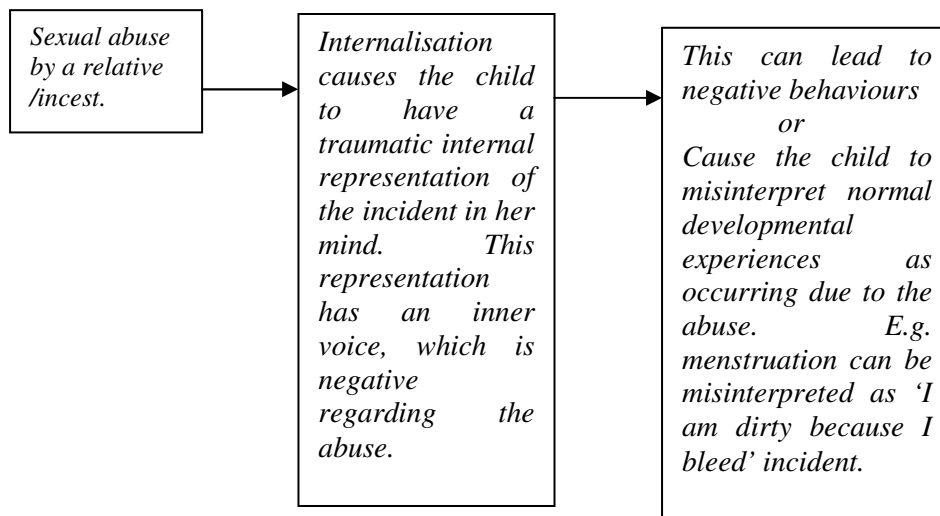 Sexual abuse
by a relative
/incest.
Internalisation
causes the child
to have a
traumatic internal
representation of
the incident in her
mind. This
representation
has an inner
voice, which is
negative
regarding the
abuse.
This can lead to
negative behaviours
or
Cause the child to
misinterpret normal
developmental
experiences as
occurring due to the
abuse. E.g.
menstruation can be
misinterpreted as ‘I
am dirty because I
bleed’ incident.